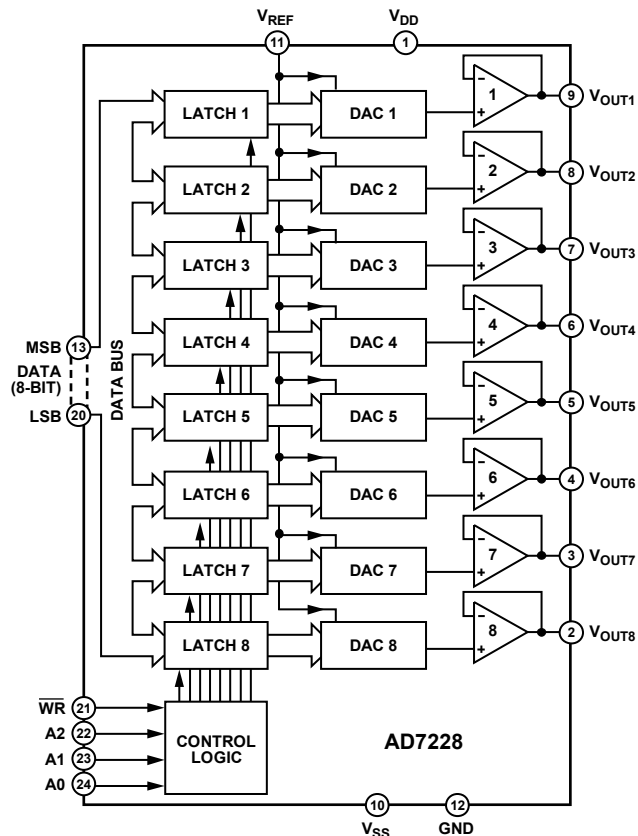 VREF VDD
11 1
LATCH 1 DAC 1 - + 1 9 VOUT1
LATCH 2 DAC 2 - + 2 8 VOUT2
LATCH 3 DAC 3 - + 3 7 VOUT3
MSB 13 LATCH 4 DAC 4 - + 4 6 VOUT4
DATA
(8-BIT)
DATA BUS
LSB 20 LATCH 5 DAC 5 - + 5 5 VOUT5
LATCH 6 DAC 6 - + 6 4 VOUT6
LATCH 7 DAC 7 - + 7 3 VOUT7
LATCH 8 DAC 8 - + 8 2 VOUT8
W̅R̅ 21
A2 22
A1 23
A0 24
CONTROL
LOGIC
AD7228
10 12
VSS GND